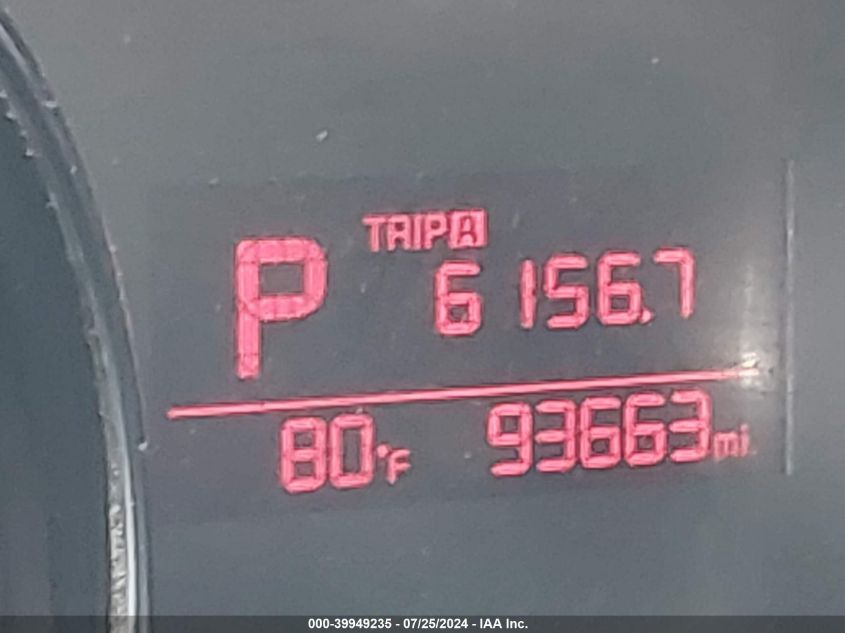 TRIP A
P 6156.7
80°F 93663mi
000-39949235 - 07/25/2024 - IAA Inc.